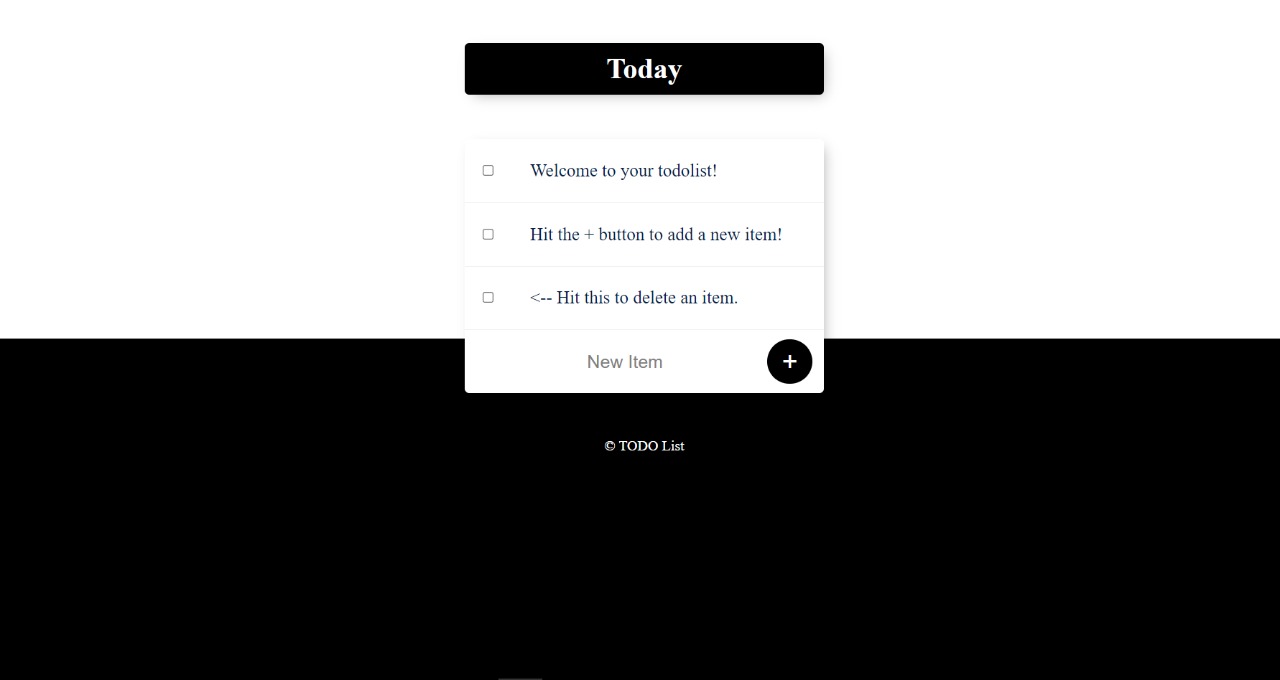 Today
Welcome to your todolist!
Hit the + button to add a new item!
<-- Hit this to delete an item.
New Item
+
© TODO List